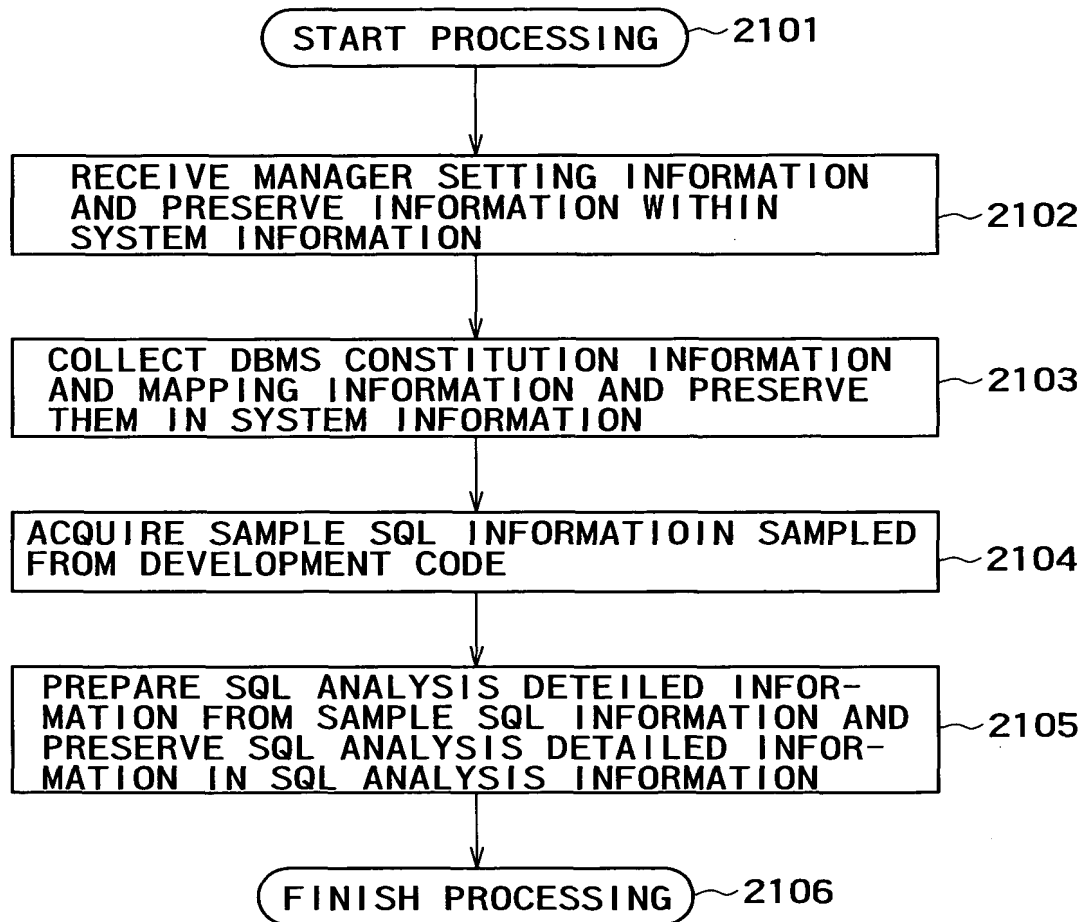 START PROCESSING
2101
RECEIVE MANAGER SETTING INFORMATION
AND PRESERVE INFORMATION WITHIN
SYSTEM INFORMATION
2102
COLLECT DBMS CONSTITUTION INFORMATION
AND MAPPING INFORMATION AND PRESERVE
THEM IN SYSTEM INFORMATION
2103
ACQUIRE SAMPLE SQL INFORMATIOIN SAMPLED
FROM DEVELOPMENT CODE
2104
PREPARE SQL ANALYSIS DETEILED INFOR-
MATION FROM SAMPLE SQL INFORMATION AND
PRESERVE SQL ANALYSIS DETAILED INFOR-
MATION IN SQL ANALYSIS INFORMATION
2105
FINISH PROCESSING
2106